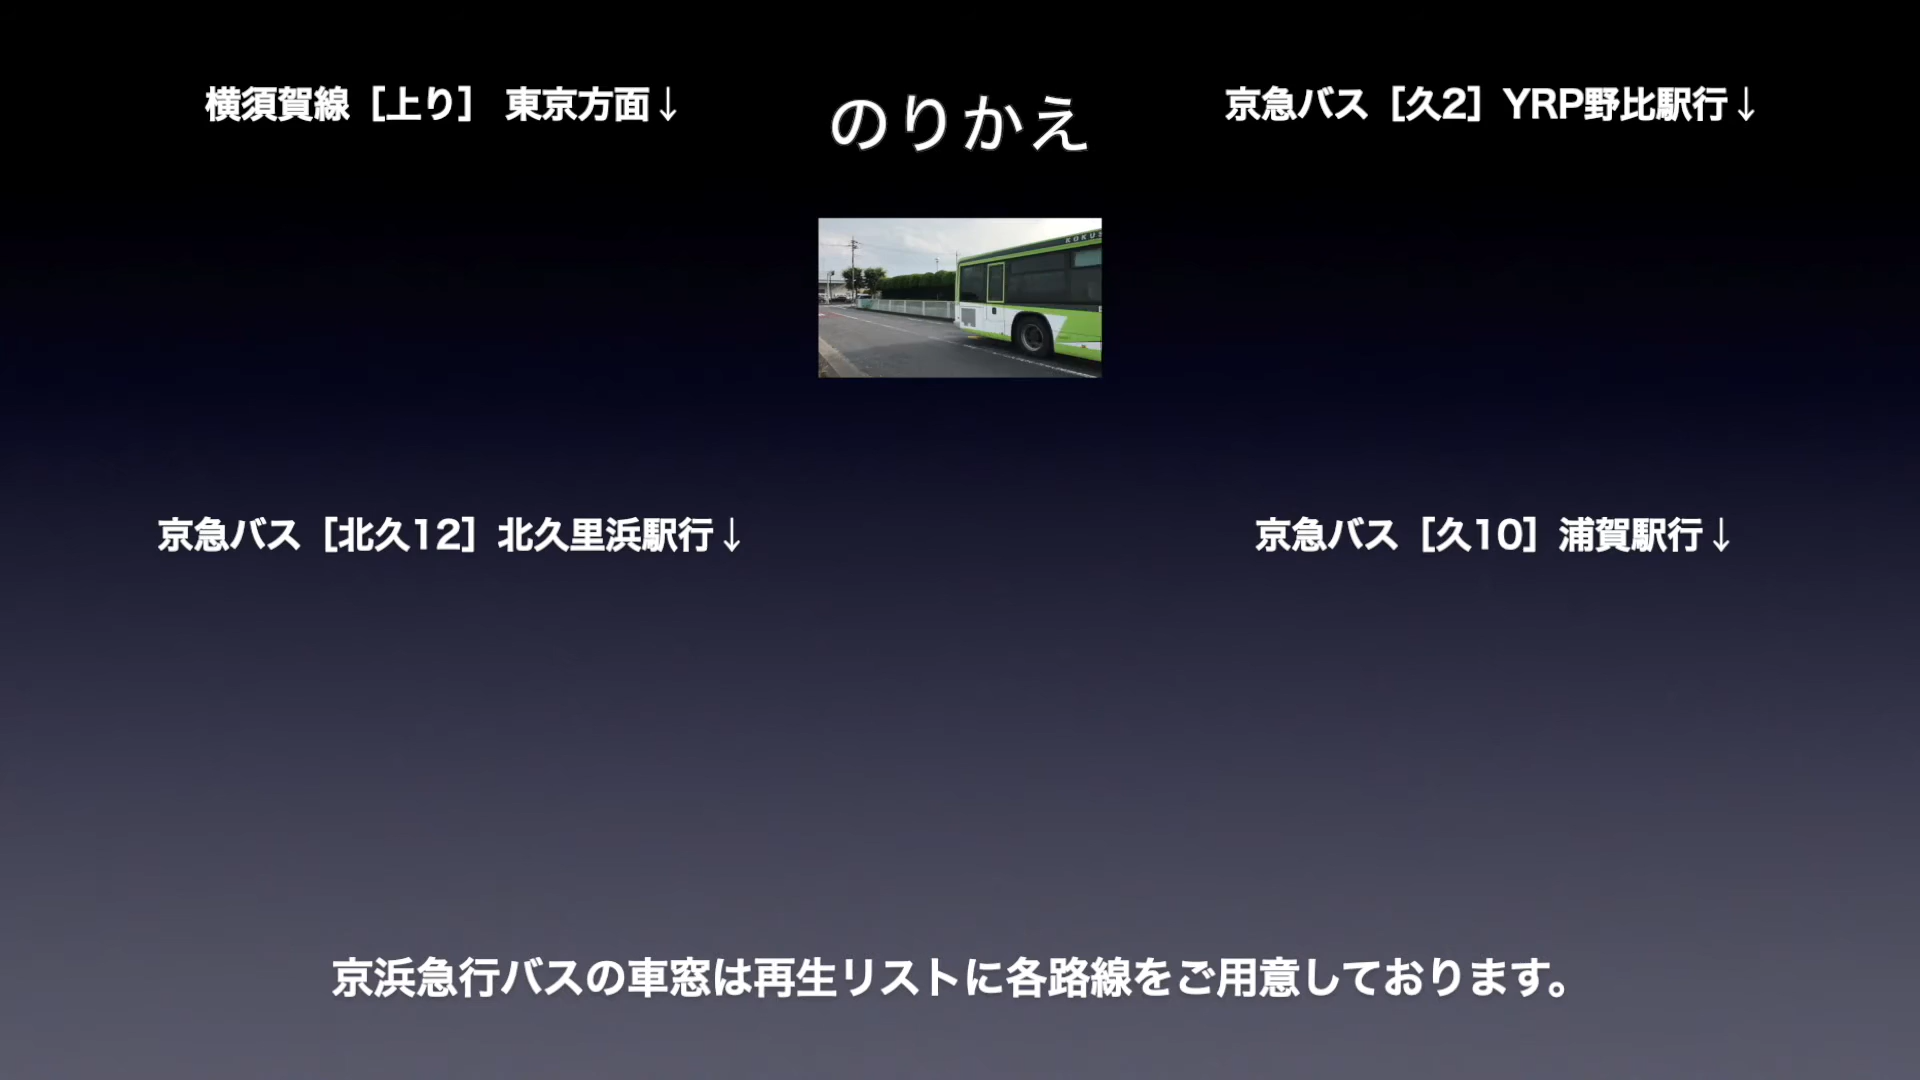 横須賀線［上り］ 東京方面↓
のりかえ
京急バス［久2］YRP野比駅行↓
京急バス［北久12］北久里浜駅行↓
京急バス［久10］浦賀駅行↓
京浜急行バスの車窓は再生リストに各路線をご用意しております。